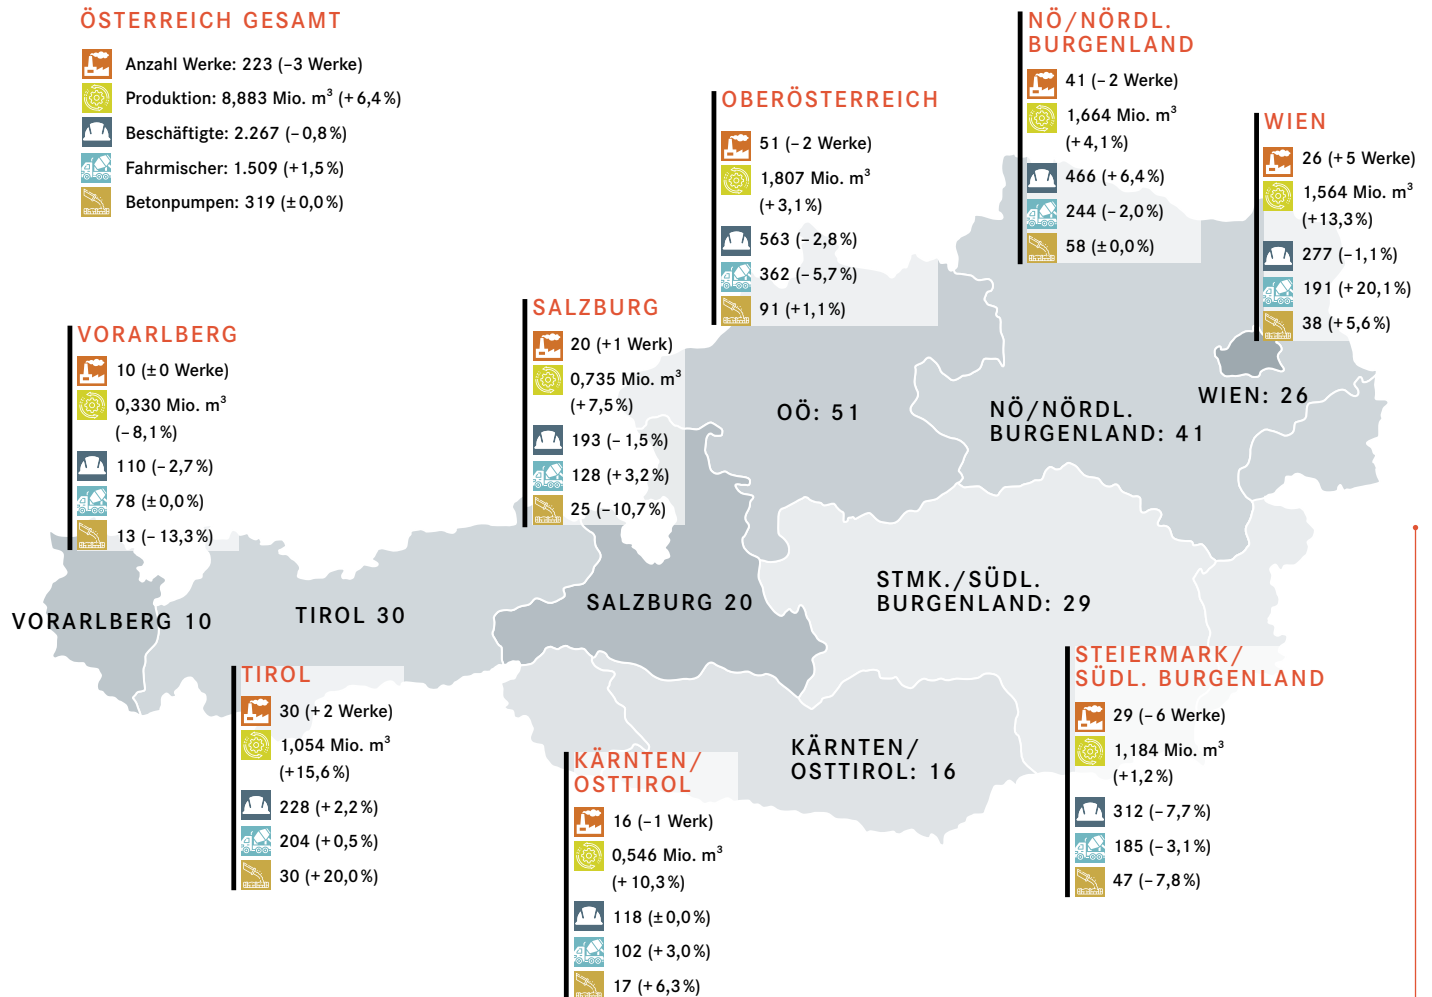 ÖSTERREICH GESAMT
Anzahl Werke: 223 (–3 Werke)
Produktion: 8,883 Mio. m³ (+6,4%)
Beschäftigte: 2.267 (–0,8%)
Fahrmischer: 1.509 (+1,5%)
Betonpumpen: 319 (±0,0%)
NÖ/NÖRDL.
BURGENLAND
41 (–2 Werke)
1,664 Mio. m³
(+4,1%)
466 (+6,4%)
244 (–2,0%)
58 (±0,0%)
WIEN
26 (+5 Werke)
1,564 Mio. m³
(+13,3%)
277 (–1,1%)
191 (+20,1%)
38 (+5,6%)
OBERÖSTERREICH
51 (–2 Werke)
1,807 Mio. m³
(+3,1%)
563 (–2,8%)
362 (–5,7%)
91 (+1,1%)
SALZBURG
20 (+1 Werk)
0,735 Mio. m³
(+7,5%)
193 (–1,5%)
128 (+3,2%)
25 (–10,7%)
VORARLBERG
10 (±0 Werke)
0,330 Mio. m³
(–8,1%)
110 (–2,7%)
78 (±0,0%)
13 (–13,3%)
OÖ: 51
NÖ/NÖRDL.
BURGENLAND: 41
WIEN: 26
VORARLBERG 10
TIROL 30
SALZBURG 20
STMK./SÜDL.
BURGENLAND: 29
KÄRNTEN/
OSTTIROL: 16
TIROL
30 (+2 Werke)
1,054 Mio. m³
(+15,6%)
228 (+2,2%)
204 (+0,5%)
30 (+20,0%)
KÄRNTEN/
OSTTIROL
16 (–1 Werk)
0,546 Mio. m³
(+10,3%)
118 (±0,0%)
102 (+3,0%)
17 (+6,3%)
STEIERMARK/
SÜDL. BURGENLAND
29 (–6 Werke)
1,184 Mio. m³
(+1,2%)
312 (–7,7%)
185 (–3,1%)
47 (–7,8%)